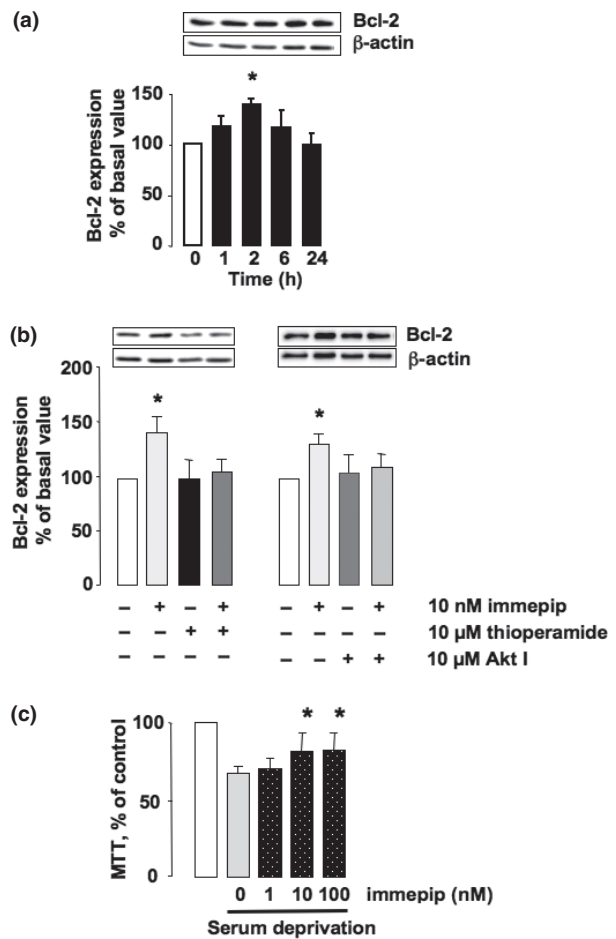 (a)
Bcl-2
β-actin
*
150
100
50
0
Bcl-2 expression
% of basal value
0 1 2 6 24
Time (h)
(b)
Bcl-2
β-actin
200
150
100
50
0
Bcl-2 expression
% of basal value
* *
– + – + – + – + 10 nM immepip
– – + + – – – – 10 µM thioperamide
– – – – – – + + 10 µM Akt I
(c)
100
50
0
MTT, % of control
* *
0 1 10 100 immepip (nM)
Serum deprivation